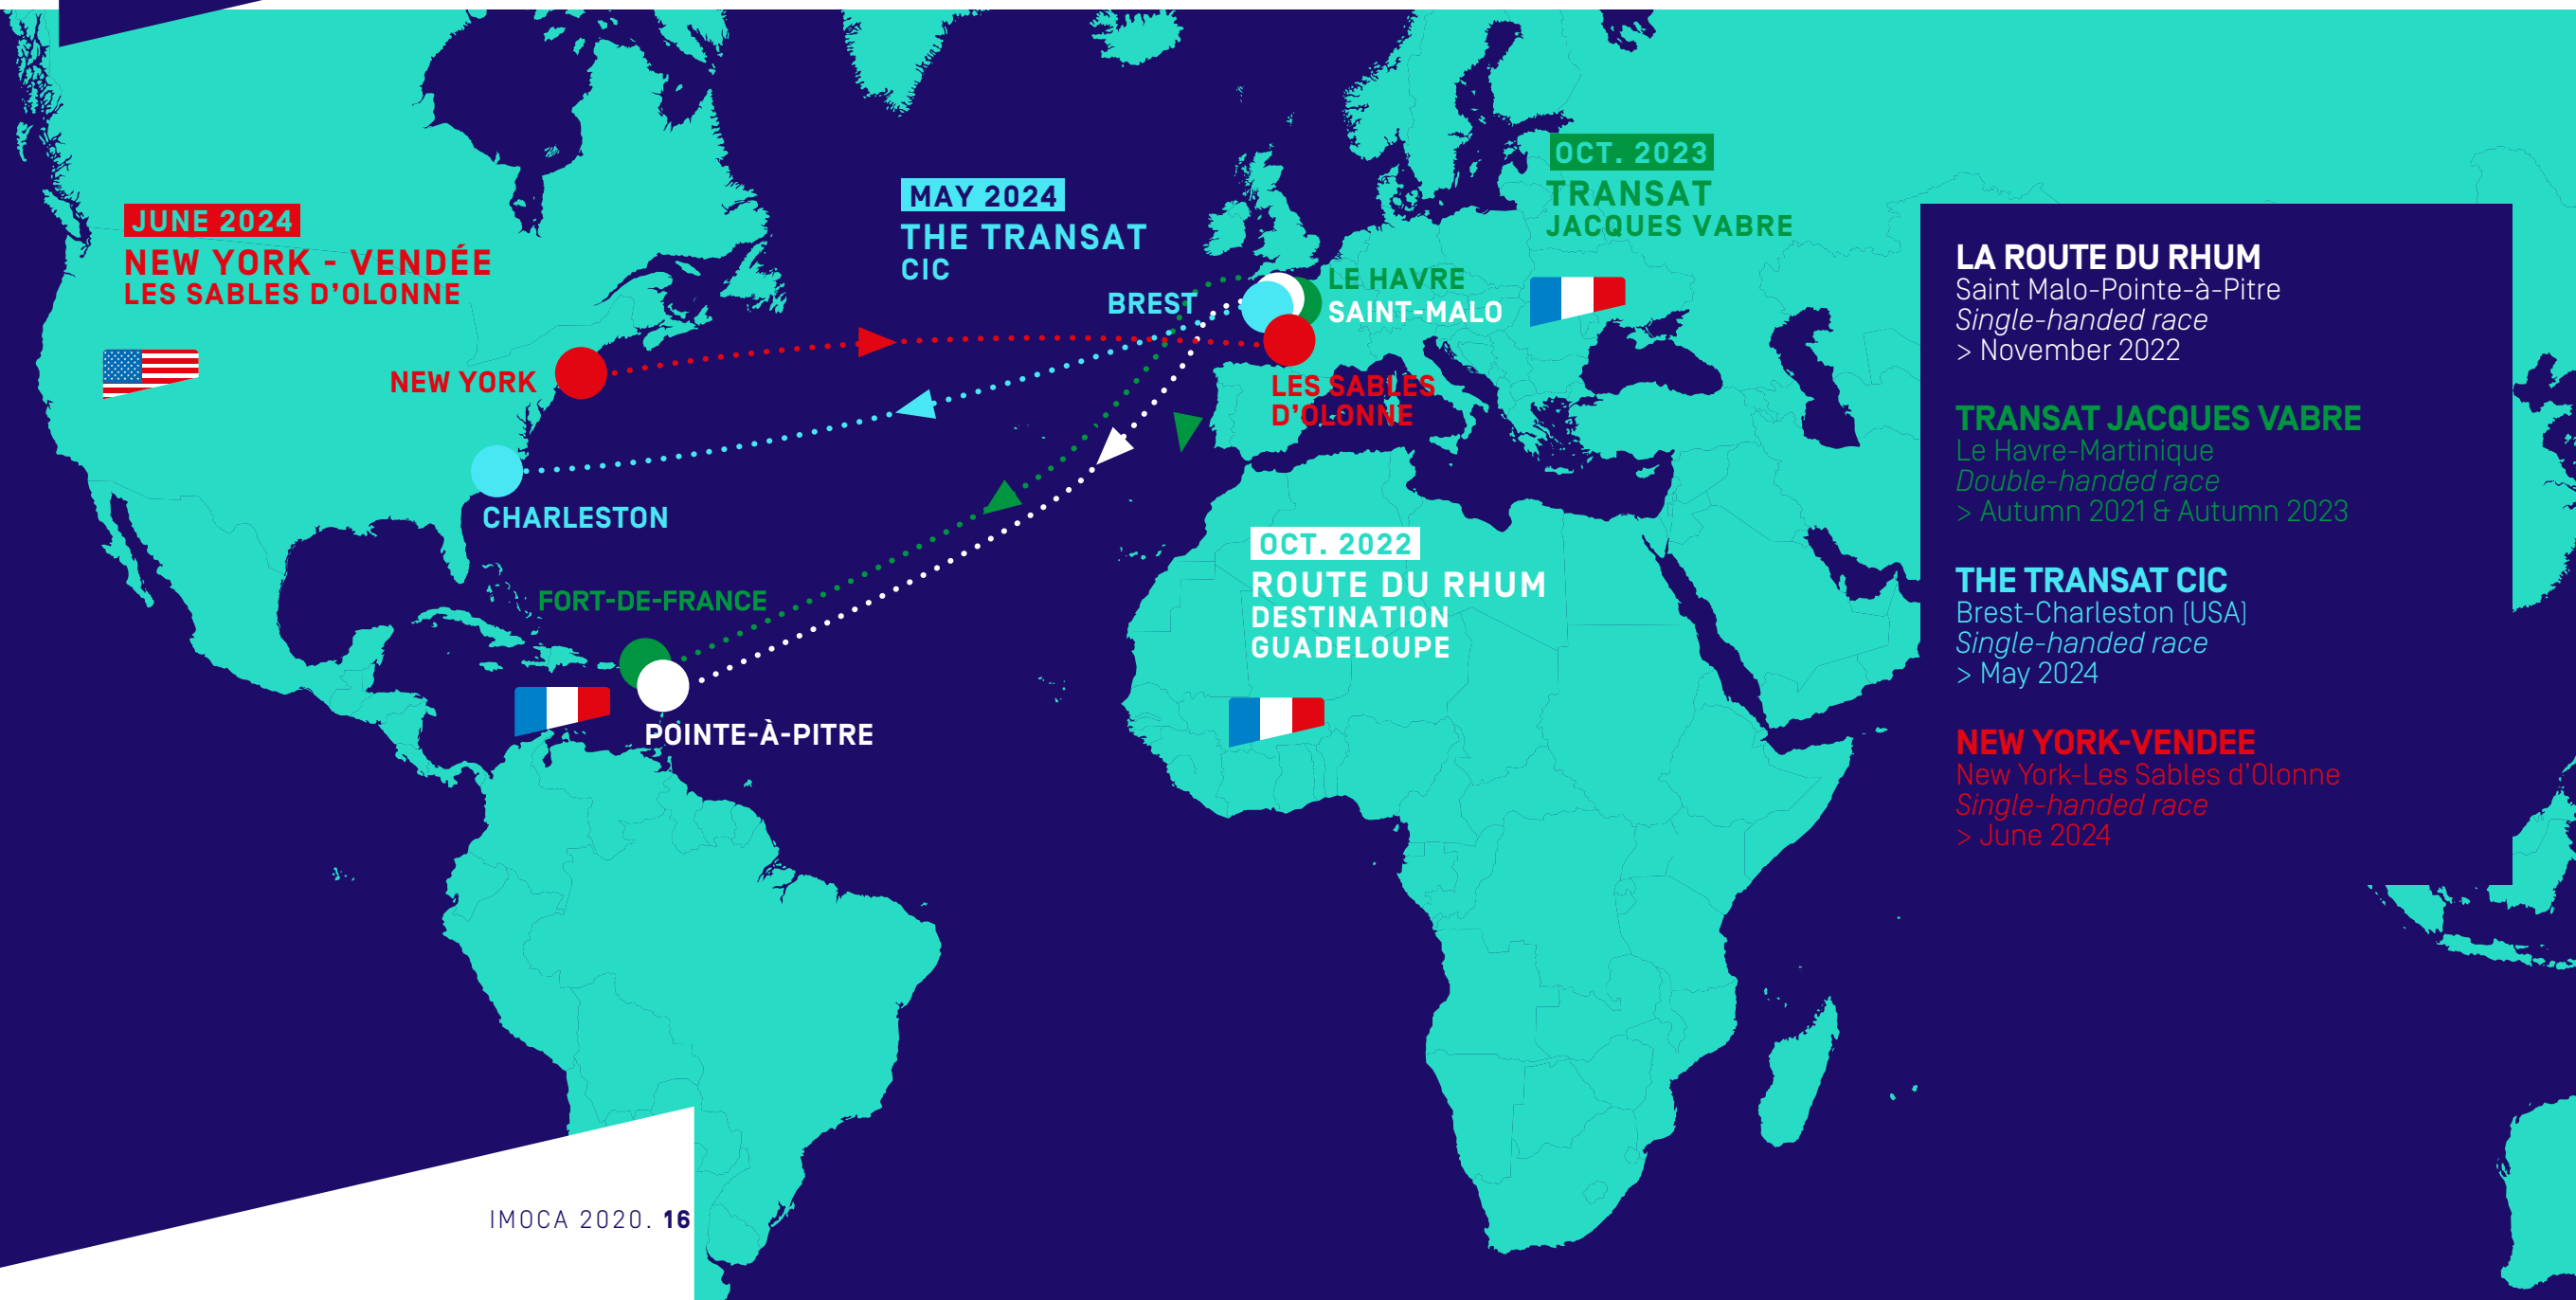 JUNE 2024
NEW YORK - VENDÉE
LES SABLES D'OLONNE
NEW YORK
MAY 2024
THE TRANSAT
CIC
BREST
CHARLESTON
OCT. 2023
TRANSAT
JACQUES VABRE
LE HAVRE
SAINT-MALO
LES SABLES
D'OLONNE
FORT-DE-FRANCE
POINTE-À-PITRE
OCT. 2022
ROUTE DU RHUM
DESTINATION
GUADELOUPE
LA ROUTE DU RHUM
Saint Malo-Pointe-à-Pitre
Single-handed race
> November 2022
TRANSAT JACQUES VABRE
Le Havre-Martinique
Double-handed race
> Autumn 2021 & Autumn 2023
THE TRANSAT CIC
Brest-Charleston (USA)
Single-handed race
> May 2024
NEW YORK-VENDEE
New York-Les Sables d'Olonne
Single-handed race
> June 2024
IMOCA 2020. 16